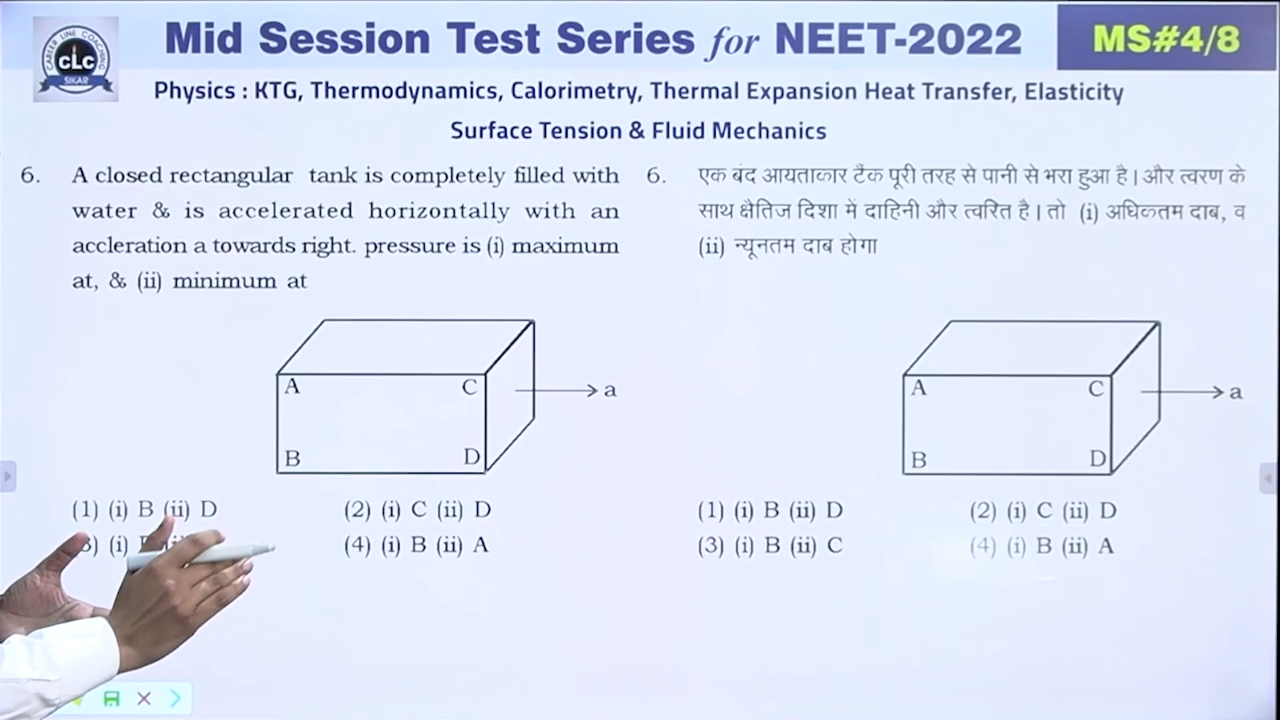 Mid Session Test Series for NEET-2022
MS#4/8
CAREER LINE COACHING
CLC
SIKAR
Physics : KTG, Thermodynamics, Calorimetry, Thermal Expansion Heat Transfer, Elasticity
Surface Tension & Fluid Mechanics
6. A closed rectangular tank is completely filled with
water & is accelerated horizontally with an
accleration a towards right. pressure is (i) maximum
at, & (ii) minimum at
A C
a
B D
(1) (i) B (ii) D (2) (i) C (ii) D
3) (i) (4) (i) B (ii) A
6. एक बंद आयताकार टैंक पूरी तरह से पानी से भरा हुआ है। और त्वरण के
साथ क्षैतिज दिशा में दाहिनी और त्वरित है। तो (i) अधिकतम दाब, व
(ii) न्यूनतम दाब होगा
A C
a
B D
(1) (i) B (ii) D (2) (i) C (ii) D
(3) (i) B (ii) C (4) (i) B (ii) A